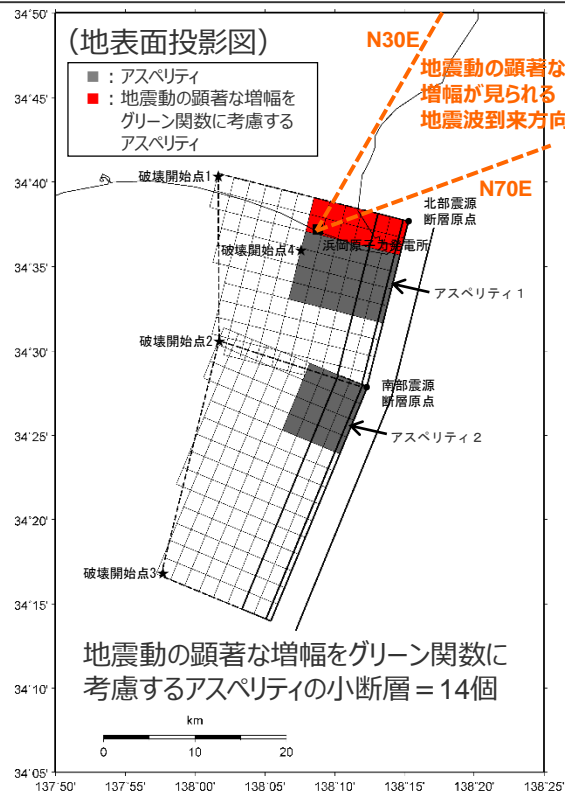 34˚50'
(地表面投影図)
N30E
地震動の顕著な
増幅が見られる
地震波到来方向
■ : アスペリティ
■ : 地震動の顕著な増幅を
グリーン関数に考慮する
アスペリティ
34˚45'
34˚40'
破壊開始点1
N70E
北部震源
断層原点
浜岡原子力発電所
破壊開始点4
34˚35'
アスペリティ1
34˚30'
破壊開始点2
南部震源
断層原点
34˚25'
アスペリティ2
34˚20'
破壊開始点3
34˚15'
地震動の顕著な増幅をグリーン関数に
考慮するアスペリティの小断層=14個
34˚10'
km
0 10 20
34˚05'
137˚50' 137˚55' 138˚00' 138˚05' 138˚10' 138˚15' 138˚20' 138˚25'